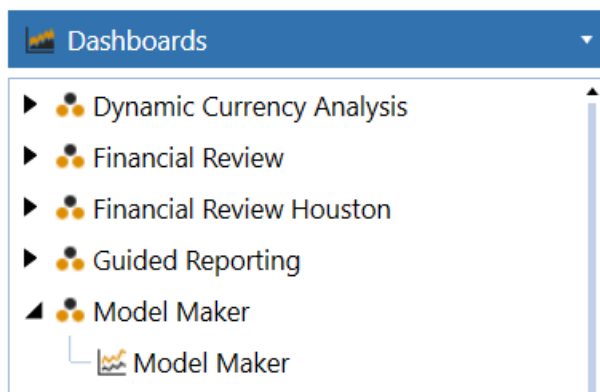 Dashboards
Dynamic Currency Analysis
Financial Review
Financial Review Houston
Guided Reporting
Model Maker
Model Maker